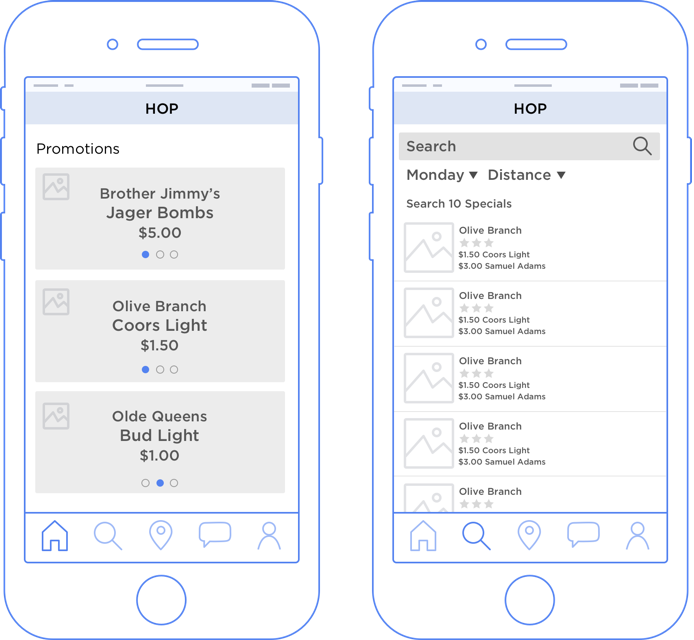 HOP
Promotions
Brother Jimmy’s
Jager Bombs
$5.00
Olive Branch
Coors Light
$1.50
Olde Queens
Bud Light
$1.00
HOP
Search
Monday ▼ Distance ▼
Search 10 Specials
Olive Branch
$1.50 Coors Light
$3.00 Samuel Adams
Olive Branch
$1.50 Coors Light
$3.00 Samuel Adams
Olive Branch
$1.50 Coors Light
$3.00 Samuel Adams
Olive Branch
$1.50 Coors Light
$3.00 Samuel Adams
Olive Branch